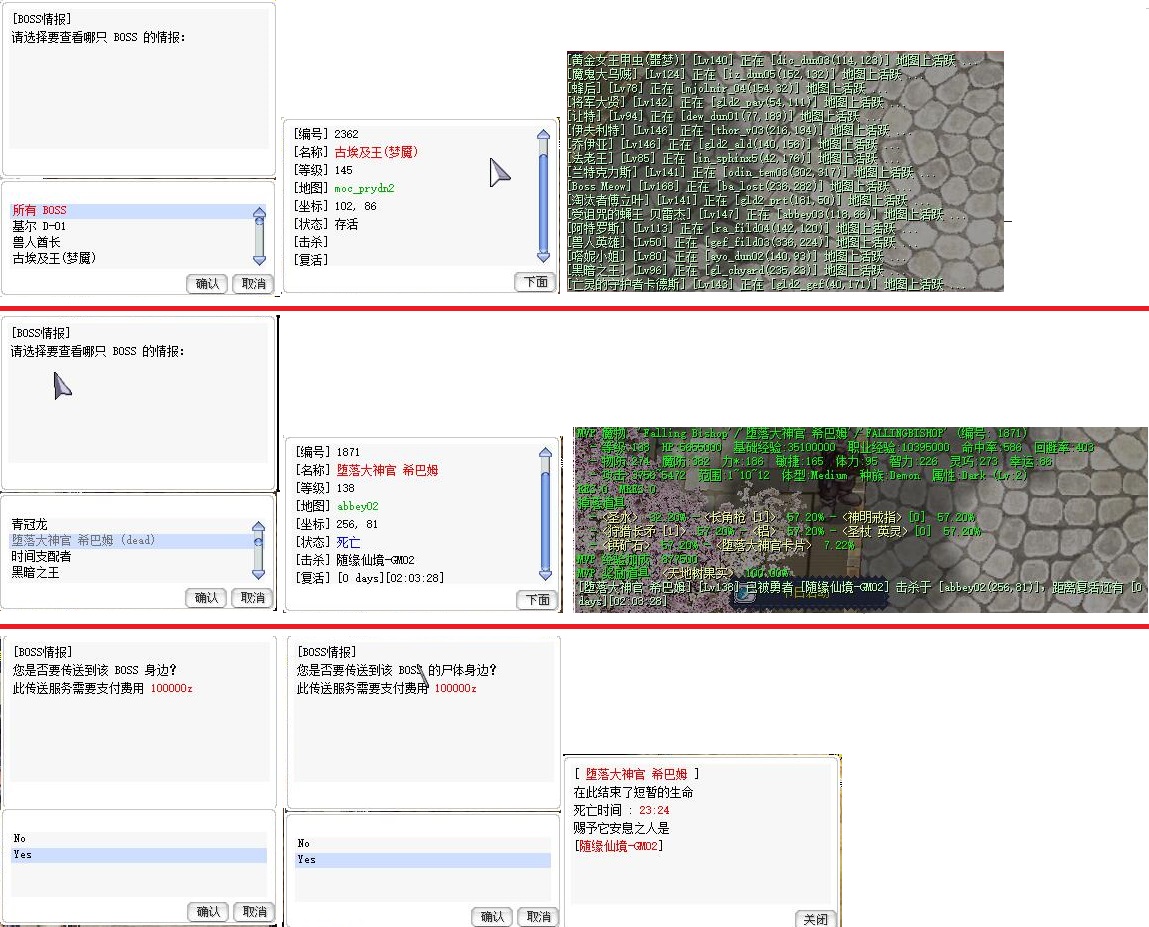 [BOSS情报]
请选择要查看哪只 BOSS 的情报:
所有 BOSS
基尔 D-01
兽人酋长
古埃及王(梦魇)
确认 取消
[编号] 2362
[名称] 古埃及王(梦魇)
[等级] 145
[地图] moc_prydn2
[坐标] 102, 86
[状态] 存活
[击杀]
[复活]
下面
[黄金女王甲虫(噩梦)] [Lv140] 正在 [dic_dun03(114,123)] 地图上活跃 ...
[魔鬼大乌贼] [Lv124] 正在 [iz_dun05(152,132)] 地图上活跃 ...
[蜂后] [Lv78] 正在 [mjolnir_04(154,32)] 地图上活跃 ...
[将军大贤] [Lv142] 正在 [gld2_pay(54,111)] 地图上活跃 ...
[让特] [Lv94] 正在 [dew_dun01(77,189)] 地图上活跃 ...
[伊夫利特] [Lv146] 正在 [thor_v03(216,194)] 地图上活跃 ...
[乔伊亚] [Lv146] 正在 [gld2_ald(140,156)] 地图上活跃 ...
[法老王] [Lv85] 正在 [in_sphinx5(42,176)] 地图上活跃 ...
[兰特克力斯] [Lv141] 正在 [odin_tem03(302,317)] 地图上活跃 ...
[Boss Meow] [Lv168] 正在 [ba_lost(236,282)] 地图上活跃 ...
[淘汰者傅立叶] [Lv141] 正在 [gld2_prt(161,50)] 地图上活跃 ...
[受诅咒的蝇王 贝雷杰] [Lv147] 正在 [abbey03(113,66)] 地图上活跃 ...
[阿特罗斯] [Lv113] 正在 [ra_fild04(142,120)] 地图上活跃 ...
[兽人英雄] [Lv50] 正在 [gef_fild03(336,224)] 地图上活跃 ...
[嗒妮小姐] [Lv80] 正在 [ayo_dun02(140,93)] 地图上活跃 ...
[黑暗之王] [Lv96] 正在 [gl_chyard(235,23)] 地图上活跃 ...
[亡灵的守护者卡德斯] [Lv143] 正在 [gld2_gef(40,171)] 地图上活跃 ...
[BOSS情报]
请选择要查看哪只 BOSS 的情报:
青冠龙
堕落大神官 希巴姆 (dead)
时间支配者
黑暗之王
确认 取消
[编号] 1871
[名称] 堕落大神官 希巴姆
[等级] 138
[地图] abbey02
[坐标] 256, 81
[状态] 死亡
[击杀] 随缘仙境-GM02
[复活] [0 days][02:03:28]
下面
MVP 魔物: 'Falling Bishop'/'堕落大神官 希巴姆'/'FALLINGBISHOP' (编号: 1871)
- 等级:138 HP:5655000 基础经验:35100000 职业经验:10395000 命中率:586 回避率:403
- 物防:274 魔防:352 力*:186 敏捷:165 体力:95 智力:226 灵巧:273 幸运:86
- 攻击:3756~5472 范围:1~10~12 体型:Medium 种族:Demon 属性:Dark (Lv:2)
掉落道具:
- <圣水> 32.20% - <长角枪 [1]> 57.20% - <神明戒指> [0] 57.20%
- <狩猎长矛 [1]> 57.20% - <铝> 57.20% - <圣杖 英灵> [0] 57.20%
- <锅矿石> 57.20% <堕落大神官卡片> 7.22%
MVP 经验加成: 877500
MVP 奖励道具: <天地树果实> 100.00%
[堕落大神官 希巴姆] [Lv138] 已被勇者 [随缘仙境-GM02] 击杀于 [abbey02(256,81)], 距离复活还有 [0
days][02:03:28]
[BOSS情报]
您是否要传送到该 BOSS 身边?
此传送服务需要支付费用 100000z
No
Yes
确认 取消
[BOSS情报]
您是否要传送到该 BOSS 的尸体身边?
此传送服务需要支付费用 100000z
No
Yes
确认 取消
[ 堕落大神官 希巴姆 ]
在此结束了短暂的生命
死亡时间 : 23:24
赐予它安息之人是
[随缘仙境-GM02]
关闭